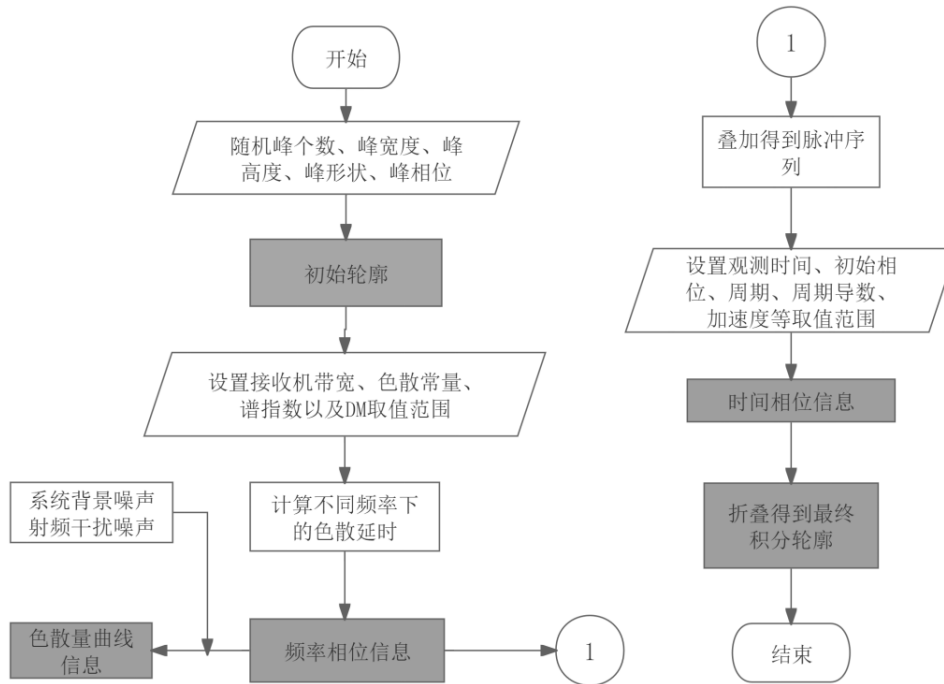 开始
随机峰个数、峰宽度、峰
高度、峰形状、峰相位
初始轮廓
设置接收机带宽、色散常量、
谱指数以及DM取值范围
系统背景噪声
射频干扰噪声
计算不同频率下
的色散延时
色散量曲线
信息
频率相位信息
1
1
叠加得到脉冲序
列
设置观测时间、初始相
位、周期、周期导数、
加速度等取值范围
时间相位信息
折叠得到最终
积分轮廓
结束